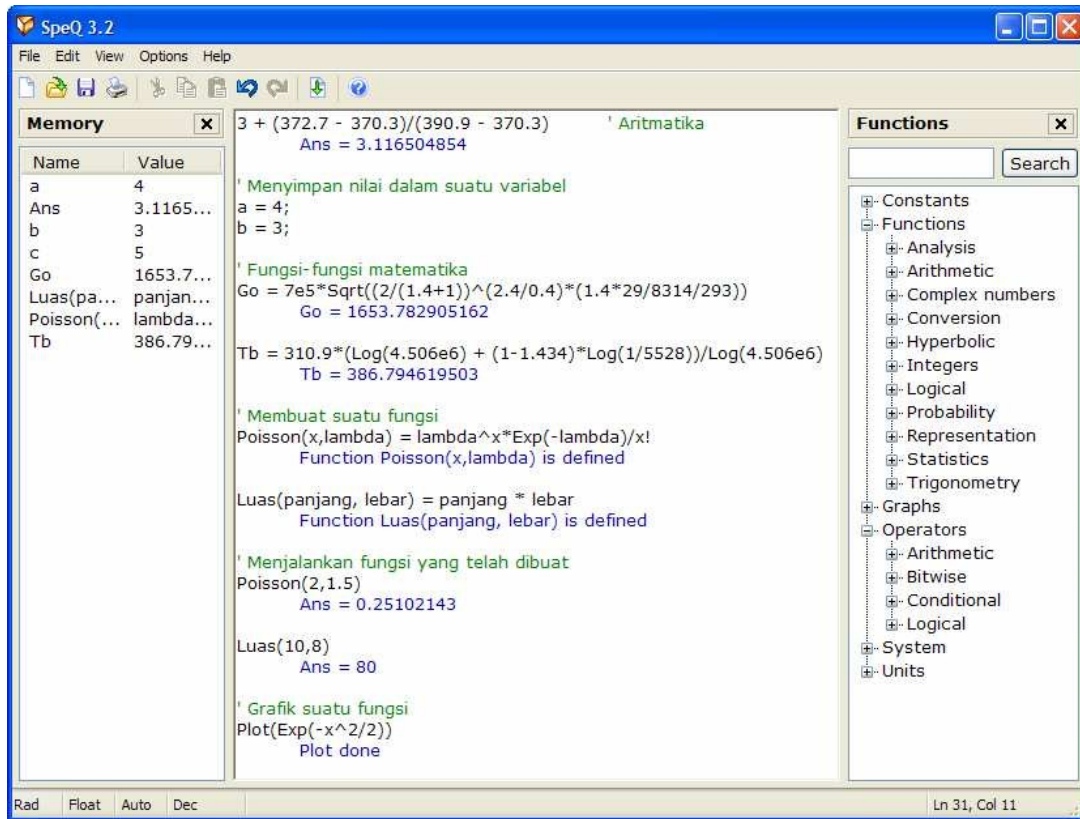 SpeQ 3.2
File Edit View Options Help
Memory
Name Value
a 4
Ans 3.1165...
b 3
c 5
Go 1653.7...
Luas(pa... panjan...
Poisson(... lambda...
Tb 386.79...
3 + (372.7 - 370.3)/(390.9 - 370.3) ' Aritmatika
Ans = 3.116504854
' Menyimpan nilai dalam suatu variabel
a = 4;
b = 3;
' Fungsi-fungsi matematika
Go = 7e5*Sqrt((2/(1.4+1))^(2.4/0.4)*(1.4*29/8314/293))
Go = 1653.782905162
Tb = 310.9*(Log(4.506e6) + (1-1.434)*Log(1/5528))/Log(4.506e6)
Tb = 386.794619503
' Membuat suatu fungsi
Poisson(x,lambda) = lambda^x*Exp(-lambda)/x!
Function Poisson(x,lambda) is defined
Luas(panjang, lebar) = panjang * lebar
Function Luas(panjang, lebar) is defined
' Menjalankan fungsi yang telah dibuat
Poisson(2,1.5)
Ans = 0.25102143
Luas(10,8)
Ans = 80
' Grafik suatu fungsi
Plot(Exp(-x^2/2))
Plot done
Functions
Search
Constants
Functions
Analysis
Arithmetic
Complex numbers
Conversion
Hyperbolic
Integers
Logical
Probability
Representation
Statistics
Trigonometry
Graphs
Operators
Arithmetic
Bitwise
Conditional
Logical
System
Units
Rad Float Auto Dec Ln 31, Col 11